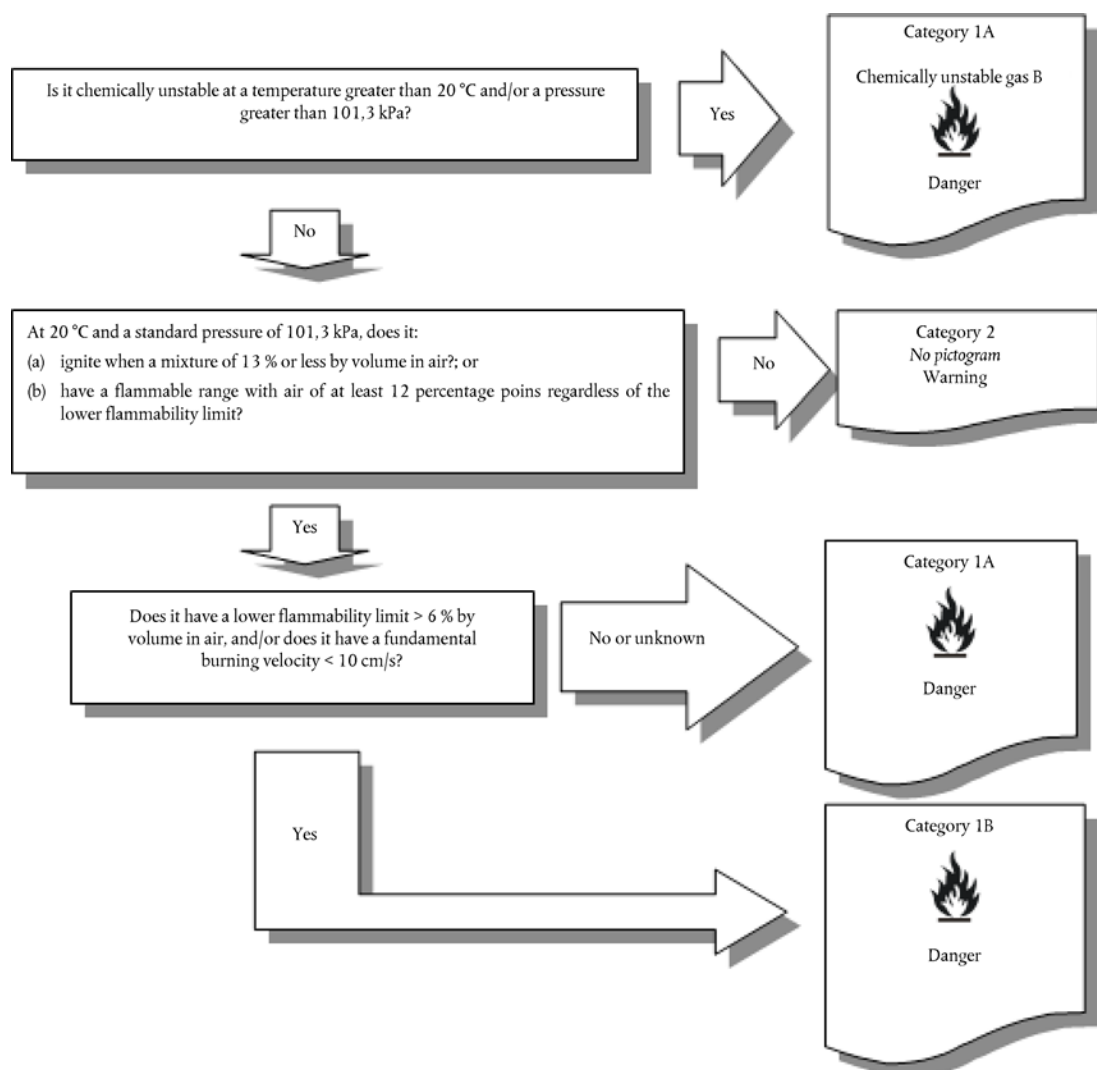 Category 1A
Is it chemically unstable at a temperature greater than 20 °C and/or a pressure
greater than 101,3 kPa?
Yes
Chemically unstable gas B
Danger
No
At 20 °C and a standard pressure of 101,3 kPa, does it:
(a) ignite when a mixture of 13 % or less by volume in air?; or
(b) have a flammable range with air of at least 12 percentage poins regardless of the
lower flammability limit?
No
Category 2
No pictogram
Warning
Yes
Does it have a lower flammability limit > 6 % by
volume in air, and/or does it have a fundamental
burning velocity < 10 cm/s?
No or unknown
Category 1A
Danger
Yes
Category 1B
Danger